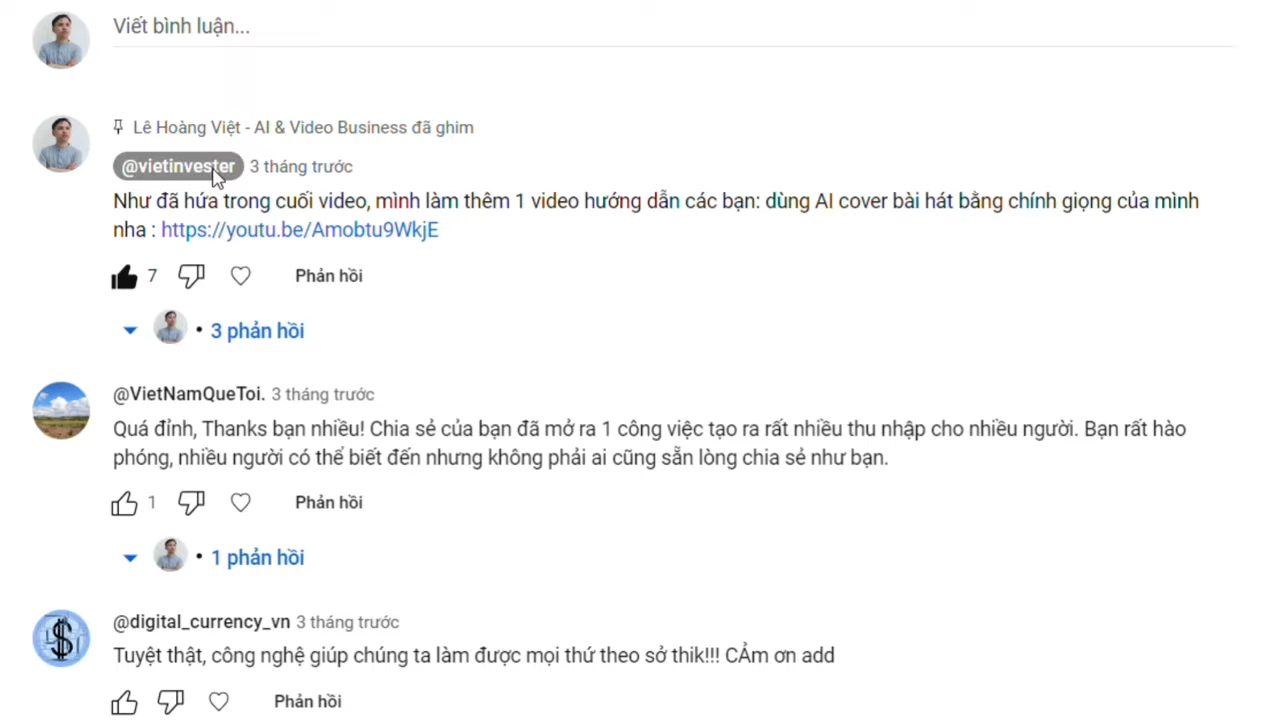 Viết bình luận...
Lê Hoàng Việt - AI & Video Business đã ghim
@vietinvester 3 tháng trước
Như đã hứa trong cuối video, mình làm thêm 1 video hướng dẫn các bạn: dùng AI cover bài hát bằng chính giọng của mình
nha : https://youtu.be/Amobtu9WkjE
7 Phản hồi
• 3 phản hồi
@VietNamQueToi. 3 tháng trước
Quá đỉnh, Thanks bạn nhiều! Chia sẻ của bạn đã mở ra 1 công việc tạo ra rất nhiều thu nhập cho nhiều người. Bạn rất hào
phóng, nhiều người có thể biết đến nhưng không phải ai cũng sẵn lòng chia sẻ như bạn.
1 Phản hồi
• 1 phản hồi
@digital_currency_vn 3 tháng trước
Tuyệt thật, công nghệ giúp chúng ta làm được mọi thứ theo sở thik!!! CẢm ơn add
Phản hồi